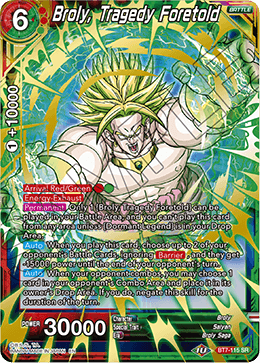 6
Broly, Tragedy Foretold
BATTLE
1
+10000
Arrival Red/Green
Energy-Exhaust
Permanent Only 1 {Broly, Tragedy Foretold} can be
played in your Battle Area, and you can't play this card
from any area unless {Dormant Legend} is in your Drop
Area.
Auto When you play this card, choose up to 2 of your
opponent's Battle Cards, ignoring Barrier, and they get
-45000 power until the end of your opponent's turn.
Auto When your opponent combos, you may choose 1
card in your opponent's Combo Area and place it in its
owner's Drop Area. If you do, negate this skill for the
duration of this turn.
POWER
30000
Character
Broly
Special Trait
Saiyan
Broly Saga
BT7-115 SR